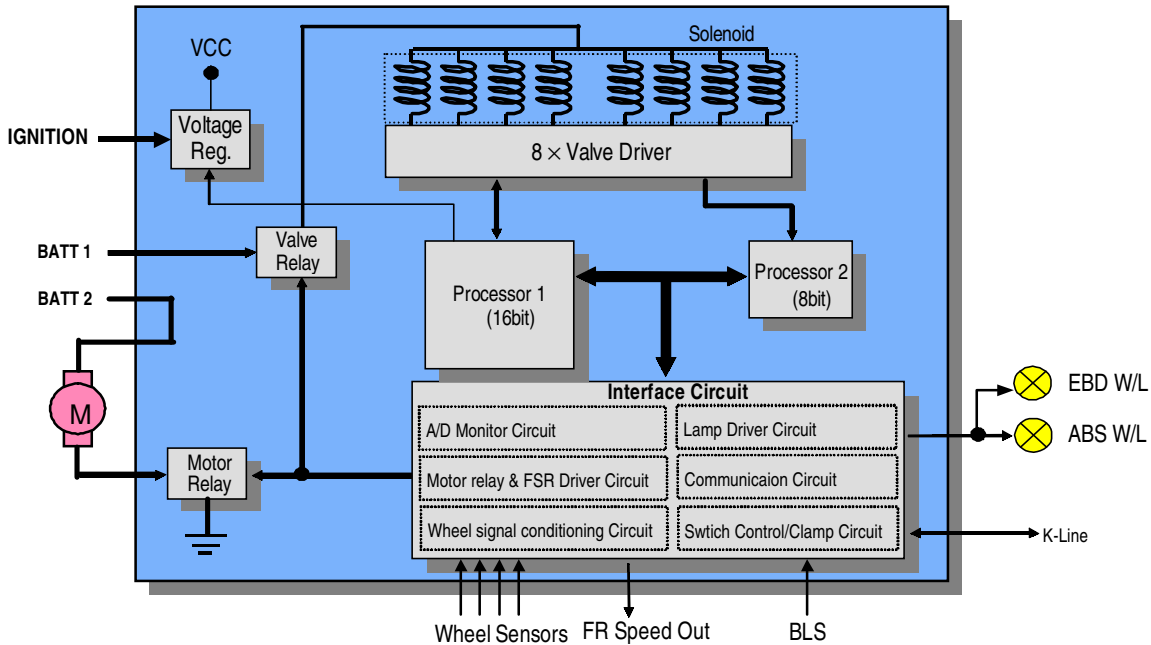 Solenoid
VCC
IGNITION
Voltage
Reg.
8 × Valve Driver
BATT 1
Valve
Relay
BATT 2
Processor 1
(16bit)
Processor 2
(8bit)
M
Motor
Relay
Interface Circuit
A/D Monitor Circuit
Lamp Driver Circuit
Motor relay & FSR Driver Circuit
Communicaion Circuit
Wheel signal conditioning Circuit
Swtich Control/Clamp Circuit
EBD W/L
ABS W/L
K-Line
Wheel Sensors
FR Speed Out
BLS